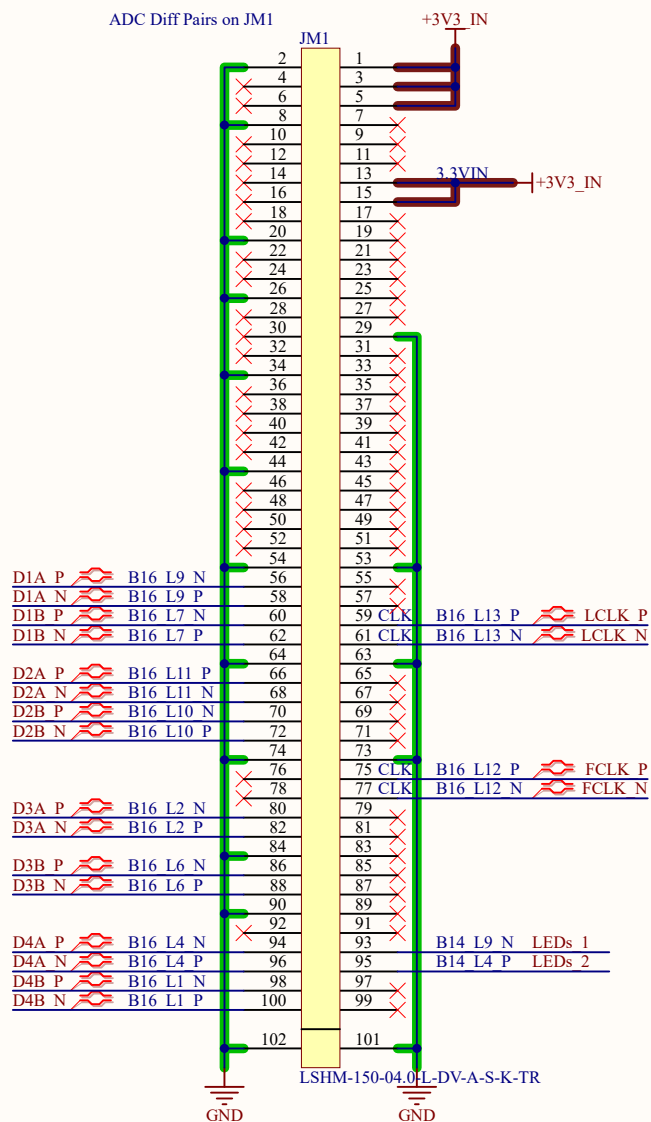 ADC Diff Pairs on JM1
+3V3_IN
JM1
2 1
4 3
6 5
8 7
10 9
12 11
14 13 3.3VIN +3V3_IN
16 15
18 17
20 19
22 21
24 23
26 25
28 27
30 29
32 31
34 33
36 35
38 37
40 39
42 41
44 43
46 45
48 47
50 49
52 51
54 53
D1A_P B16_L9_N 56 55
D1A_N B16_L9_P 58 57
D1B_P B16_L7_N 60 59 CLK B16_L13_P LCLK_P
D1B_N B16_L7_P 62 61 CLK B16_L13_N LCLK_N
64 63
D2A_P B16_L11_P 66 65
D2A_N B16_L11_N 68 67
D2B_P B16_L10_N 70 69
D2B_N B16_L10_P 72 71
74 73
76 75 CLK B16_L12_P FCLK_P
78 77 CLK B16_L12_N FCLK_N
D3A_P B16_L2_N 80 79
D3A_N B16_L2_P 82 81
84 83
D3B_P B16_L6_N 86 85
D3B_N B16_L6_P 88 87
90 89
92 91
D4A_P B16_L4_N 94 93 B14_L9_N LEDs_1
D4A_N B16_L4_P 96 95 B14_L4_P LEDs_2
D4B_P B16_L1_N 98 97
D4B_N B16_L1_P 100 99
102 101
LSHM-150-04.0-L-DV-A-S-K-TR
GND GND